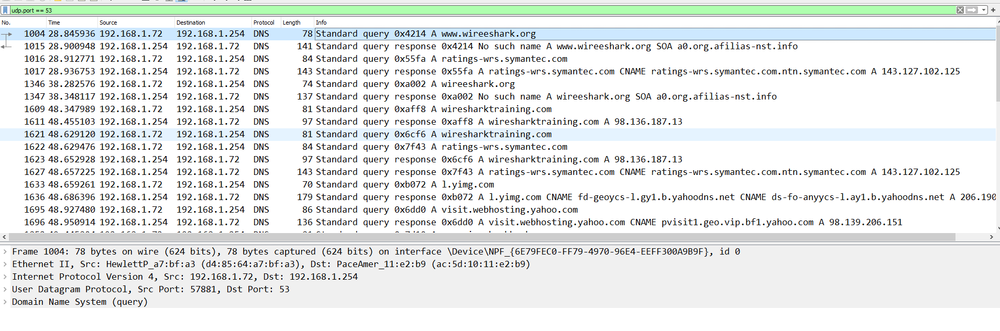 udp.port == 53
No. Time Source Destination Protocol Length Info
1004 28.845936 192.168.1.72 192.168.1.254 DNS 78 Standard query 0x4214 A www.wireeshark.org
1015 28.900948 192.168.1.254 192.168.1.72 DNS 141 Standard query response 0x4214 No such name A www.wireeshark.org SOA a0.org.afilias-nst.info
1016 28.912771 192.168.1.72 192.168.1.254 DNS 84 Standard query 0x55fa A ratings-wrs.symantec.com
1017 28.936753 192.168.1.254 192.168.1.72 DNS 143 Standard query response 0x55fa A ratings-wrs.symantec.com CNAME ratings-wrs.symantec.com.ntn.symantec.com A 143.127.102.125
1346 38.282576 192.168.1.72 192.168.1.254 DNS 74 Standard query 0xa002 A wireeshark.org
1347 38.348117 192.168.1.254 192.168.1.72 DNS 137 Standard query response 0xa002 No such name A wireeshark.org SOA a0.org.afilias-nst.info
1609 48.347989 192.168.1.72 192.168.1.254 DNS 81 Standard query 0xaff8 A wiresharktraining.com
1611 48.455103 192.168.1.254 192.168.1.72 DNS 97 Standard query response 0xaff8 A wiresharktraining.com A 98.136.187.13
1621 48.629120 192.168.1.72 192.168.1.254 DNS 81 Standard query 0x6cf6 A wiresharktraining.com
1622 48.629476 192.168.1.72 192.168.1.254 DNS 84 Standard query 0x7f43 A ratings-wrs.symantec.com
1623 48.652928 192.168.1.254 192.168.1.72 DNS 97 Standard query response 0x6cf6 A wiresharktraining.com A 98.136.187.13
1627 48.657225 192.168.1.254 192.168.1.72 DNS 143 Standard query response 0x7f43 A ratings-wrs.symantec.com CNAME ratings-wrs.symantec.com.ntn.symantec.com A 143.127.102.125
1633 48.659261 192.168.1.72 192.168.1.254 DNS 70 Standard query 0xb072 A l.yimg.com
1636 48.686396 192.168.1.254 192.168.1.72 DNS 179 Standard query response 0xb072 A l.yimg.com CNAME fd-geoycs-l.gy1.b.yahoodns.net CNAME ds-fo-anyycs-l.ay1.b.yahoodns.net A 206.190
1695 48.927480 192.168.1.72 192.168.1.254 DNS 86 Standard query 0x6dd0 A visit.webhosting.yahoo.com
1696 48.950914 192.168.1.254 192.168.1.72 DNS 136 Standard query response 0x6dd0 A visit.webhosting.yahoo.com CNAME pvisit1.geo.vip.bf1.yahoo.com A 98.139.206.151
Frame 1004: 78 bytes on wire (624 bits), 78 bytes captured (624 bits) on interface \Device\NPF_{6E79FEC0-FF79-4970-96E4-EEFF300A9B9F}, id 0
Ethernet II, Src: HewlettP_a7:bf:a3 (d4:85:64:a7:bf:a3), Dst: PaceAmer_11:e2:b9 (ac:5d:10:11:e2:b9)
Internet Protocol Version 4, Src: 192.168.1.72, Dst: 192.168.1.254
User Datagram Protocol, Src Port: 57881, Dst Port: 53
Domain Name System (query)